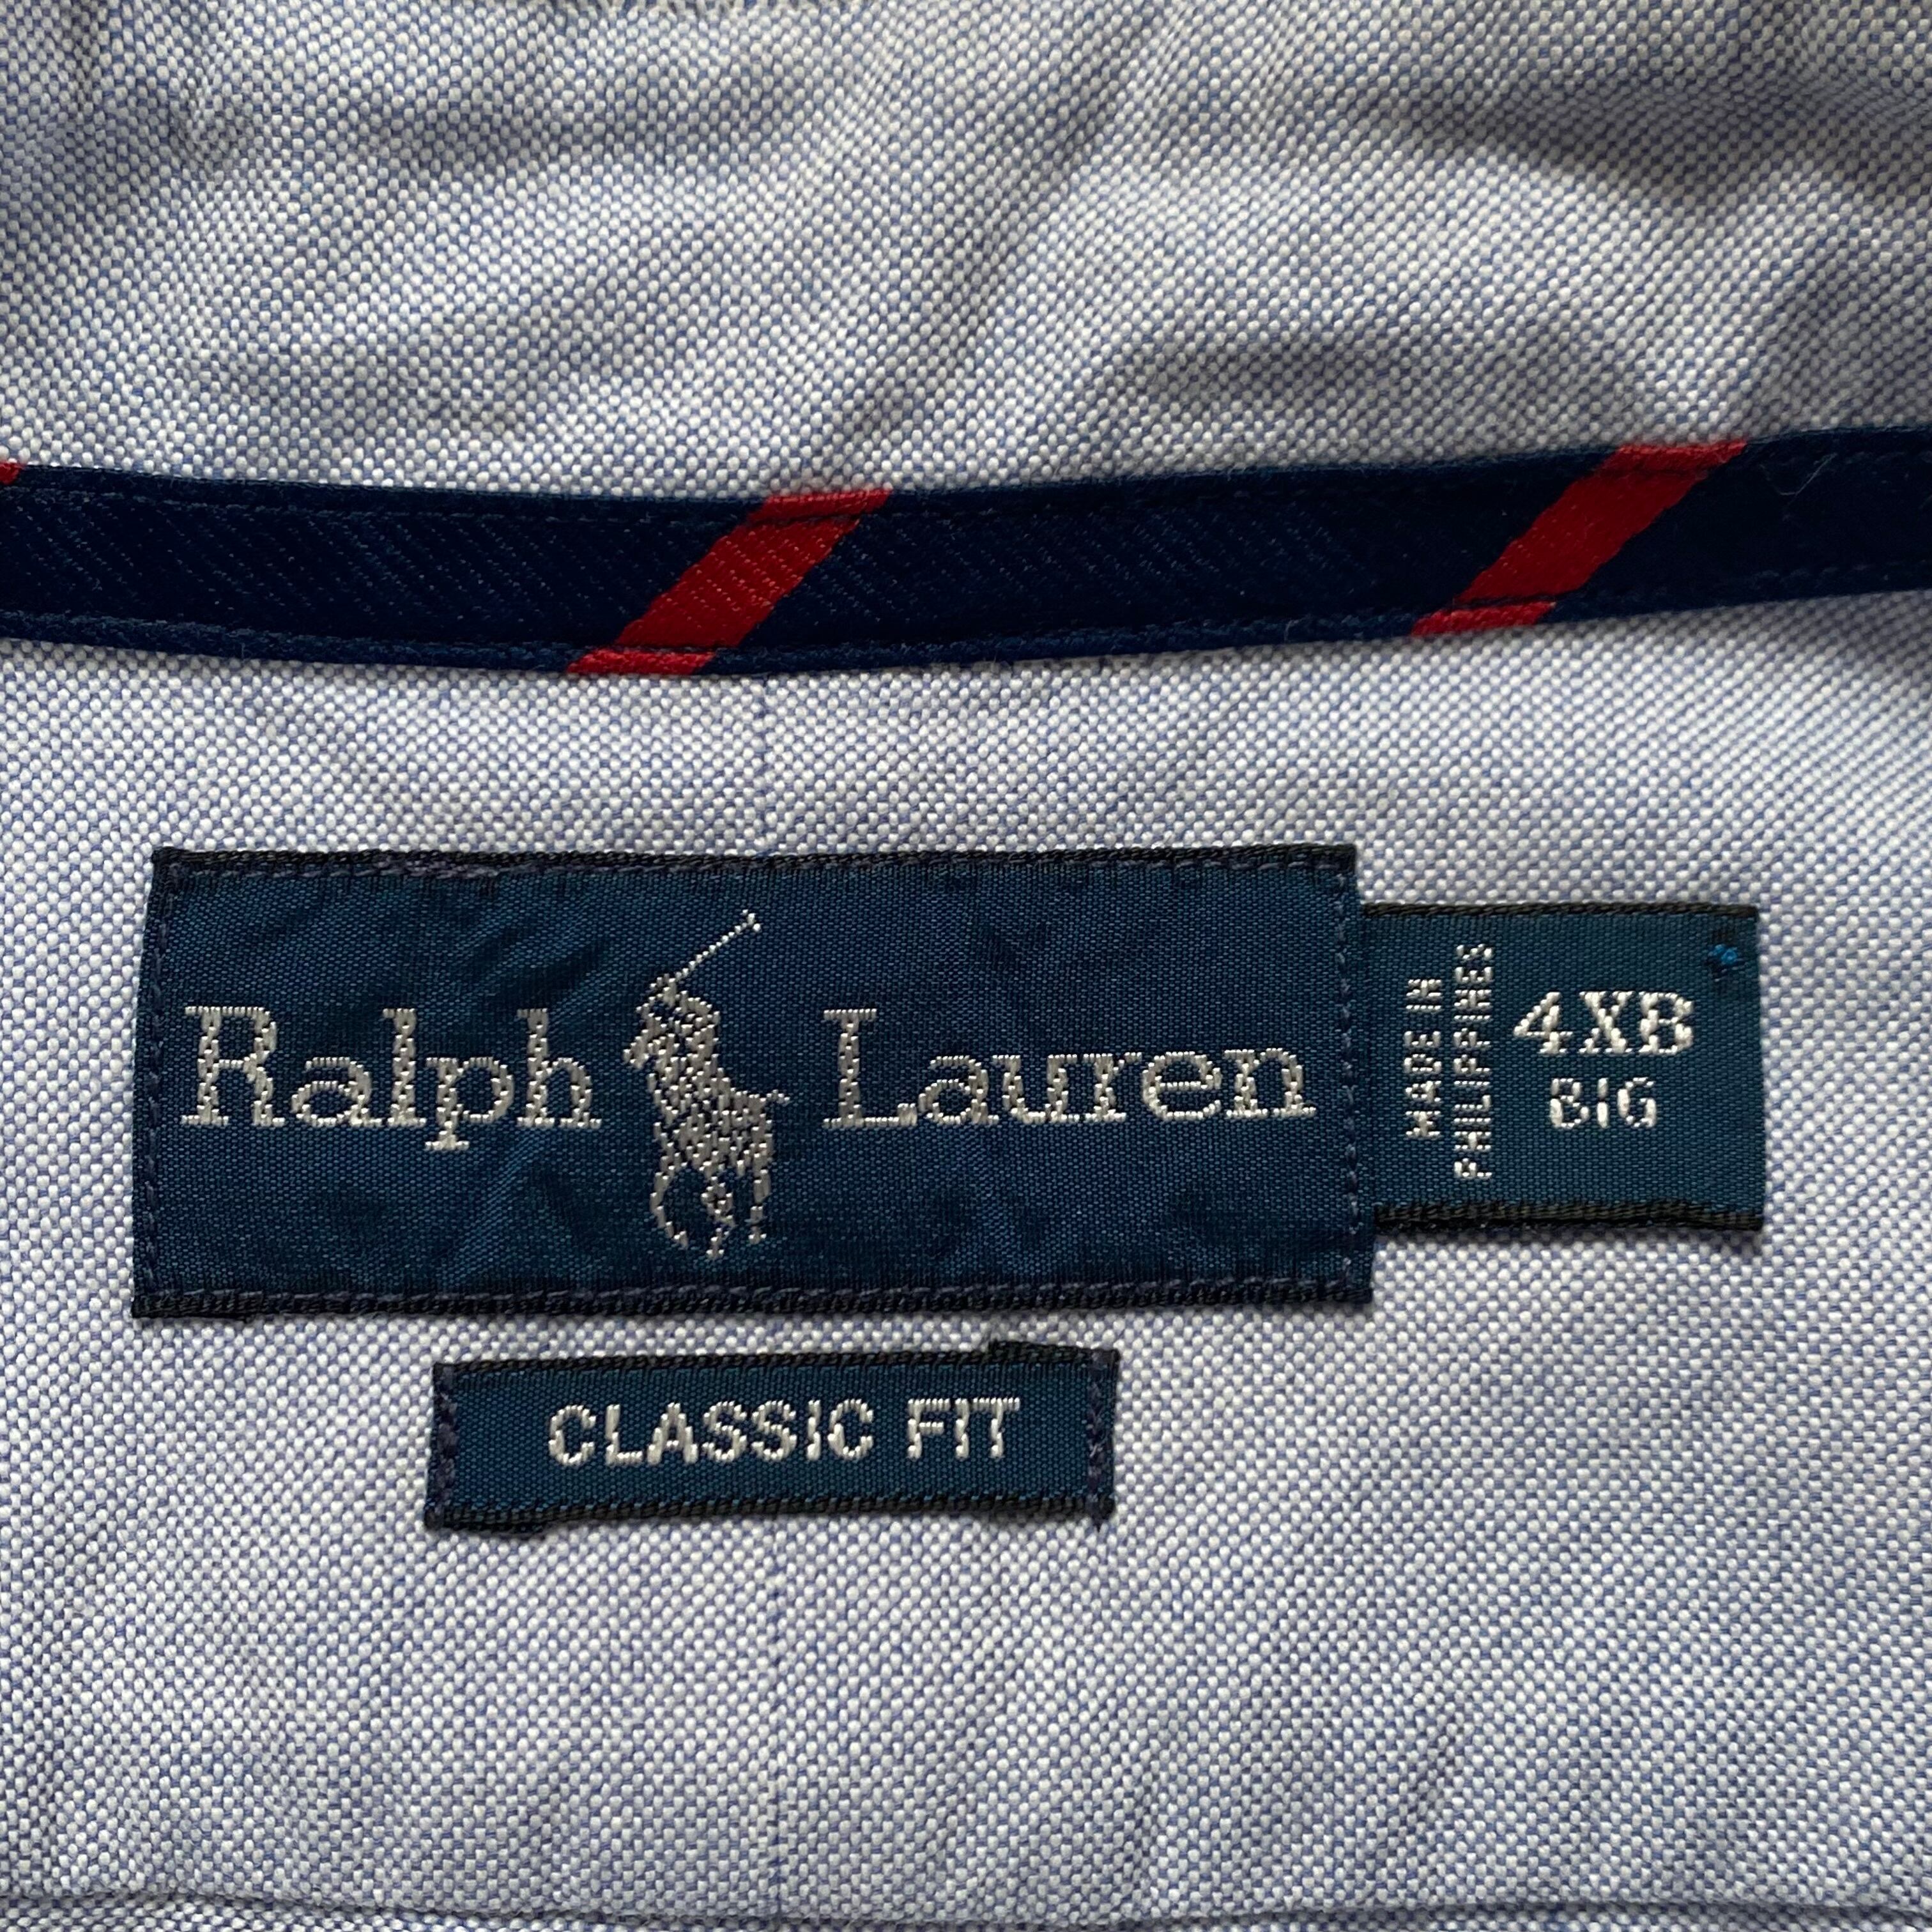 Ralph Lauren
MADE IN
PHILIPPINES
4XB
BIG
CLASSIC FIT